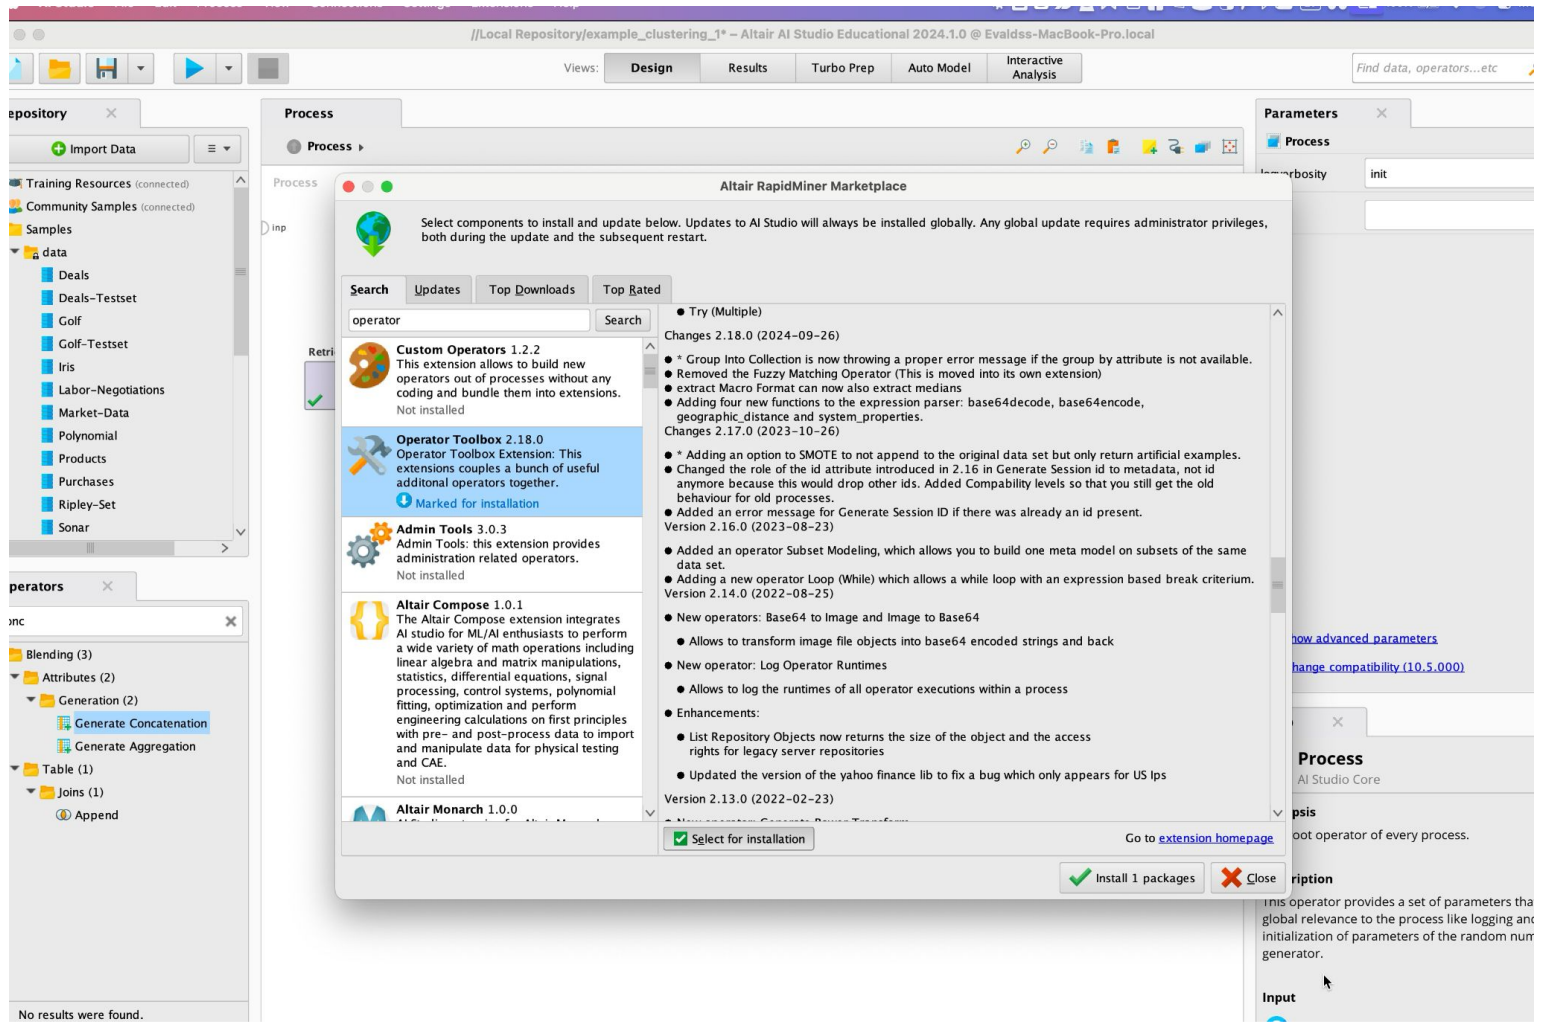 //Local Repository/example_clustering_1* – Altair AI Studio Educational 2024.1.0 @ Evaldss-MacBook-Pro.local
Views:
Design
Results
Turbo Prep
Auto Model
Interactive
Analysis
Find data, operators...etc
epository
Import Data
Training Resources (connected)
Community Samples (connected)
Samples
data
Deals
Deals-Testset
Golf
Golf-Testset
Iris
Labor-Negotiations
Market-Data
Polynomial
Products
Purchases
Ripley-Set
Sonar
perators
onc
Blending (3)
Attributes (2)
Generation (2)
Generate Concatenation
Generate Aggregation
Table (1)
Joins (1)
Append
No results were found.
Process
Process
Process
inp
Retri
Altair RapidMiner Marketplace
Select components to install and update below. Updates to AI Studio will always be installed globally. Any global update requires administrator privileges,
both during the update and the subsequent restart.
Search
Updates
Top Downloads
Top Rated
operator
Search
Custom Operators 1.2.2
This extension allows to build new
operators out of processes without any
coding and bundle them into extensions.
Not installed
Operator Toolbox 2.18.0
Operator Toolbox Extension: This
extensions couples a bunch of useful
additonal operators together.
Marked for installation
Admin Tools 3.0.3
Admin Tools: this extension provides
administration related operators.
Not installed
Altair Compose 1.0.1
The Altair Compose extension integrates
AI studio for ML/AI enthusiasts to perform
a wide variety of math operations including
linear algebra and matrix manipulations,
statistics, differential equations, signal
processing, control systems, polynomial
fitting, optimization and perform
engineering calculations on first principles
with pre- and post-process data to import
and manipulate data for physical testing
and CAE.
Not installed
Altair Monarch 1.0.0
● Try (Multiple)
Changes 2.18.0 (2024-09-26)
● * Group Into Collection is now throwing a proper error message if the group by attribute is not available.
● Removed the Fuzzy Matching Operator (This is moved into its own extension)
● extract Macro Format can now also extract medians
● Adding four new functions to the expression parser: base64decode, base64encode,
geographic_distance and system_properties.
Changes 2.17.0 (2023-10-26)
● * Adding an option to SMOTE to not append to the original data set but only return artificial examples.
● Changed the role of the id attribute introduced in 2.16 in Generate Session id to metadata, not id
anymore because this would drop other ids. Added Compability levels so that you still get the old
behaviour for old processes.
● Added an error message for Generate Session ID if there was already an id present.
Version 2.16.0 (2023-08-23)
● Added an operator Subset Modeling, which allows you to build one meta model on subsets of the same
data set.
● Adding a new operator Loop (While) which allows a while loop with an expression based break criterium.
Version 2.14.0 (2022-08-25)
● New operators: Base64 to Image and Image to Base64
● Allows to transform image file objects into base64 encoded strings and back
● New operator: Log Operator Runtimes
● Allows to log the runtimes of all operator executions within a process
● Enhancements:
● List Repository Objects now returns the size of the object and the access
rights for legacy server repositories
● Updated the version of the yahoo finance lib to fix a bug which only appears for US Ips
Version 2.13.0 (2022-02-23)
Select for installation
Go to extension homepage
Install 1 packages
Close
Parameters
Process
init
how advanced parameters
hange compatibility (10.5.000)
Process
AI Studio Core
psis
oot operator of every process.
ription
This operator provides a set of parameters tha
global relevance to the process like logging and
initialization of parameters of the random num
generator.
Input